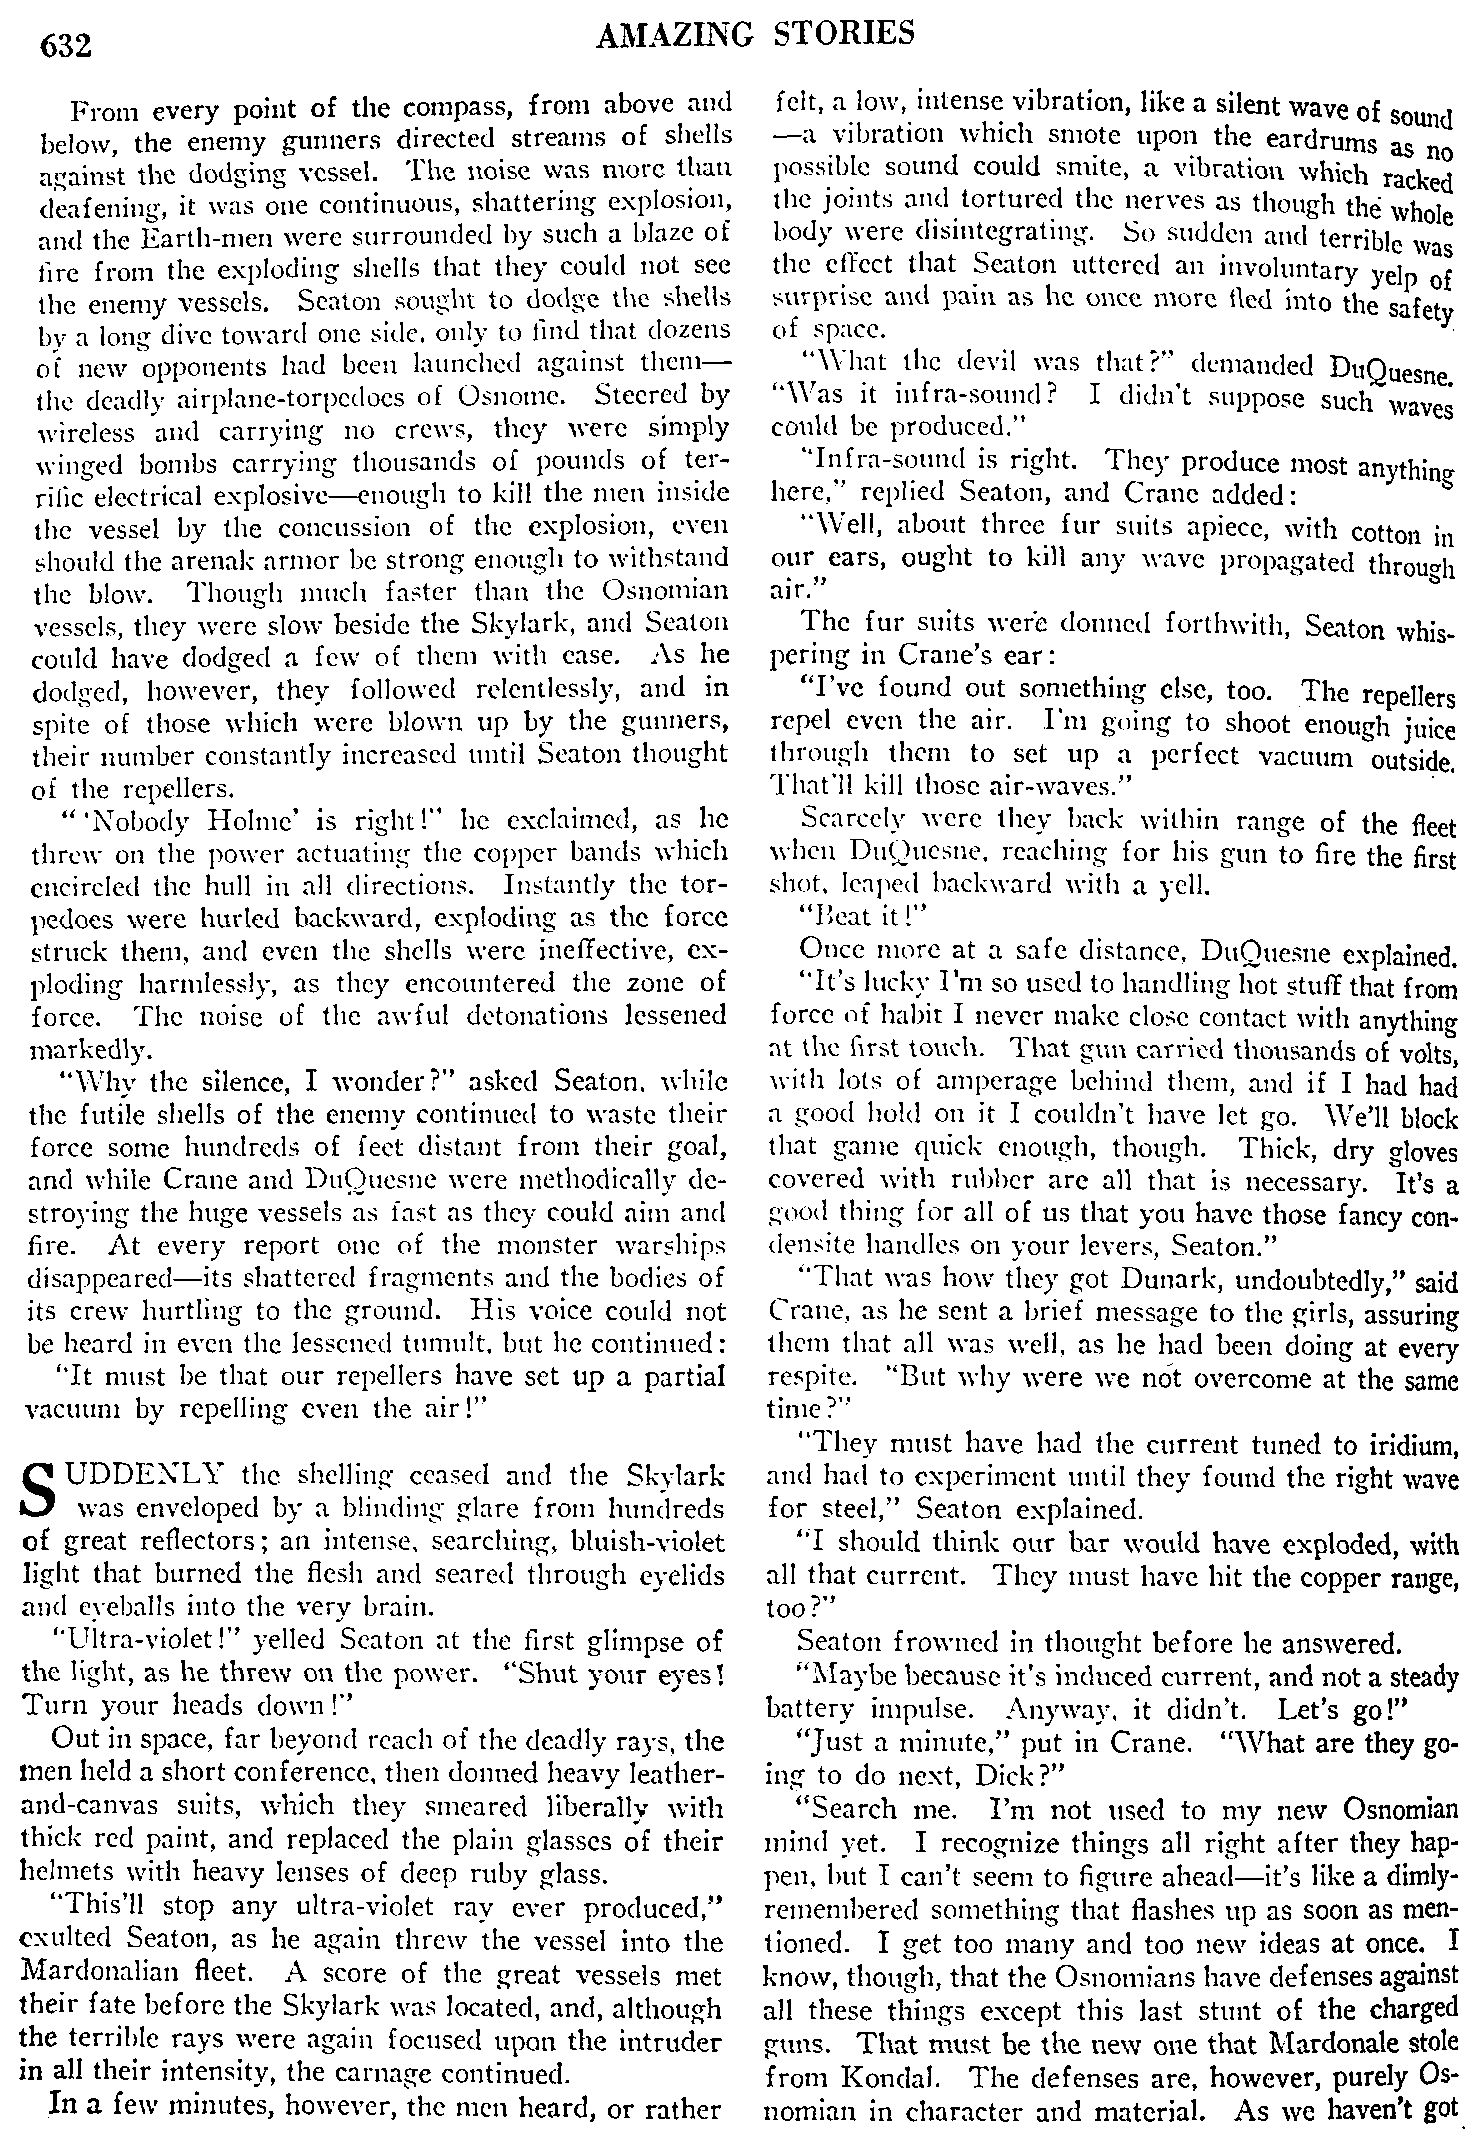 632
AMAZING STORIES
From every point of the compass, from above and
below, the enemy gunners directed streams of shells
against the dodging vessel. The noise was more than
deafening, it was one continuous, shattering explosion,
and the Earth-men were surrounded by such a blaze of
fire from the exploding shells that they could not see
the enemy vessels. Seaton sought to dodge the shells
by a long dive toward one side, only to find that dozens
of new opponents had been launched against them—
the deadly airplane-torpedoes of Osnome. Steered by
wireless and carrying no crews, they were simply
winged bombs carrying thousands of pounds of ter-
rific electrical explosive—enough to kill the men inside
the vessel by the concussion of the explosion, even
should the arenak armor be strong enough to withstand
the blow. Though much faster than the Osnomian
vessels, they were slow beside the Skylark, and Seaton
could have dodged a few of them with ease. As he
dodged, however, they followed relentlessly, and in
spite of those which were blown up by the gunners,
their number constantly increased until Seaton thought
of the repellers.
"'Nobody Holme' is right!" he exclaimed, as he
threw on the power actuating the copper bands which
encircled the hull in all directions. Instantly the tor-
pedoes were hurled backward, exploding as the force
struck them, and even the shells were ineffective, ex-
ploding harmlessly, as they encountered the zone of
force. The noise of the awful detonations lessened
markedly.
"Why the silence, I wonder?" asked Seaton, while
the futile shells of the enemy continued to waste their
force some hundreds of feet distant from their goal,
and while Crane and DuQuesne were methodically de-
stroying the huge vessels as fast as they could aim and
fire. At every report one of the monster warships
disappeared—its shattered fragments and the bodies of
its crew hurtling to the ground. His voice could not
be heard in even the lessened tumult, but he continued:
"It must be that our repellers have set up a partial
vacuum by repelling even the air!"
SUDDENLY the shelling ceased and the Skylark
was enveloped by a blinding glare from hundreds
of great reflectors; an intense, searching, bluish-violet
light that burned the flesh and seared through eyelids
and eyeballs into the very brain.
"Ultra-violet!" yelled Seaton at the first glimpse of
the light, as he threw on the power. "Shut your eyes!
Turn your heads down!"
Out in space, far beyond reach of the deadly rays, the
men held a short conference, then donned heavy leather-
and-canvas suits, which they smeared liberally with
thick red paint, and replaced the plain glasses of their
helmets with heavy lenses of deep ruby glass.
"This'll stop any ultra-violet ray ever produced,"
exulted Seaton, as he again threw the vessel into the
Mardonalian fleet. A score of the great vessels met
their fate before the Skylark was located, and, although
the terrible rays were again focused upon the intruder
in all their intensity, the carnage continued.
In a few minutes, however, the men heard, or rather
felt, a low, intense vibration, like a silent wave of sound
—a vibration which smote upon the eardrums as no
possible sound could smite, a vibration which racked
the joints and tortured the nerves as though the whole
body were disintegrating. So sudden and terrible was
the effect that Seaton uttered an involuntary yelp of
surprise and pain as he once more fled into the safety
of space.
"What the devil was that?" demanded DuQuesne.
"Was it infra-sound? I didn't suppose such waves
could be produced."
"Infra-sound is right. They produce most anything
here," replied Seaton, and Crane added:
"Well, about three fur suits apiece, with cotton in
our ears, ought to kill any wave propagated through
air."
The fur suits were donned forthwith, Seaton whis-
pering in Crane's ear:
"I've found out something else, too. The repellers
repel even the air. I'm going to shoot enough juice
through them to set up a perfect vacuum outside.
That'll kill those air-waves."
Scarcely were they back within range of the fleet
when DuQuesne, reaching for his gun to fire the first
shot, leaped backward with a yell.
"Beat it!"
Once more at a safe distance, DuQuesne explained.
"It's lucky I'm so used to handling hot stuff that from
force of habit I never make close contact with anything
at the first touch. That gun carried thousands of volts,
with lots of amperage behind them, and if I had had
a good hold on it I couldn't have let go. We'll block
that game quick enough, though. Thick, dry gloves
covered with rubber are all that is necessary. It's a
good thing for all of us that you have those fancy con-
densite handles on your levers, Seaton."
"That was how they got Dunark, undoubtedly," said
Crane, as he sent a brief message to the girls, assuring
them that all was well, as he had been doing at every
respite. "But why were we not overcome at the same
time?"
"They must have had the current tuned to iridium,
and had to experiment until they found the right wave
for steel," Seaton explained.
"I should think our bar would have exploded, with
all that current. They must have hit the copper range,
too?"
Seaton frowned in thought before he answered.
"Maybe because it's induced current, and not a steady
battery impulse. Anyway, it didn't. Let's go!"
"Just a minute," put in Crane. "What are they go-
ing to do next, Dick?"
"Search me. I'm not used to my new Osnomian
mind yet. I recognize things all right after they hap-
pen, but I can't seem to figure ahead—it's like a dimly-
remembered something that flashes up as soon as men-
tioned. I get too many and too new ideas at once. I
know, though, that the Osnomians have defenses against
all these things except this last stunt of the charged
guns. That must be the new one that Mardonale stole
from Kondal. The defenses are, however, purely Os-
nomian in character and material. As we haven't got